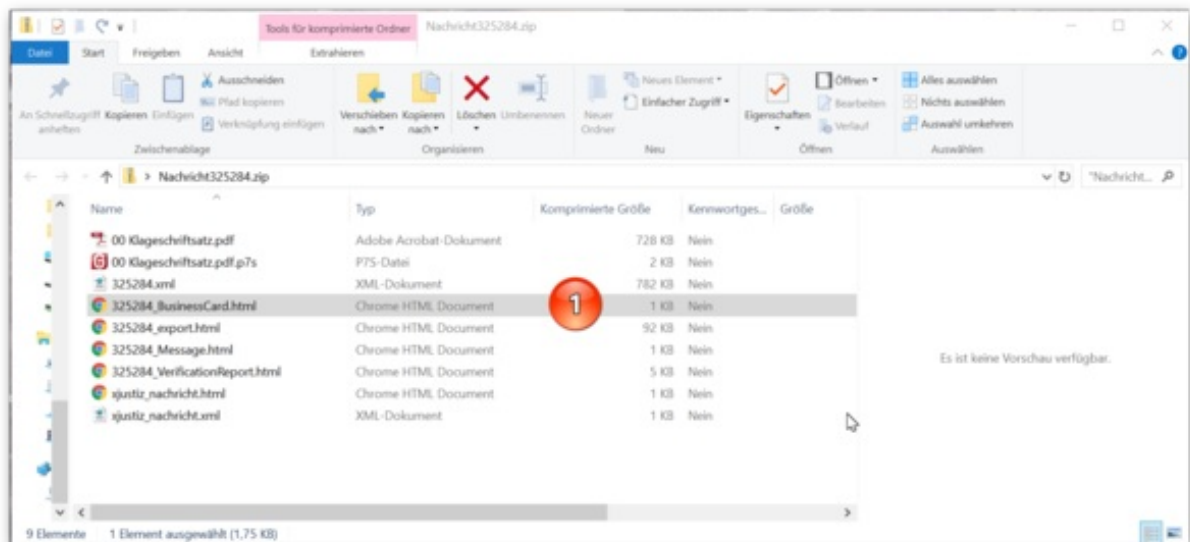 Tools für komprimierte Ordner Nachricht325284.zip
Datei Start Freigeben Ansicht Extrahieren
An Schnellzugriff anheften
Kopieren
Einfügen
Ausschneiden
Pfad kopieren
Verknüpfung einfügen
Zwischenablage
Verschieben nach
Kopieren nach
Löschen
Umbenennen
Organisieren
Neuer Ordner
Neues Element
Einfacher Zugriff
Neu
Eigenschaften
Öffnen
Bearbeiten
Verlauf
Öffnen
Alles auswählen
Nichts auswählen
Auswahl umkehren
Auswählen
Nachricht325284.zip
"Nachricht...
Name Typ Komprimierte Größe Kennwortges... Größe
00 Klageschriftsatz.pdf Adobe Acrobat-Dokument 728 KB Nein
00 Klageschriftsatz.pdf.p7s P7S-Datei 2 KB Nein
325284.xml XML-Dokument 782 KB Nein
325284_BusinessCard.html Chrome HTML Document 1 1 KB Nein
325284_export.html Chrome HTML Document 92 KB Nein
325284_Message.html Chrome HTML Document 1 KB Nein
325284_VerificationReport.html Chrome HTML Document 5 KB Nein
xjustiz_nachricht.html Chrome HTML Document 1 KB Nein
xjustiz_nachricht.xml XML-Dokument 1 KB Nein
Es ist keine Vorschau verfügbar.
9 Elemente 1 Element ausgewählt (1,75 KB)